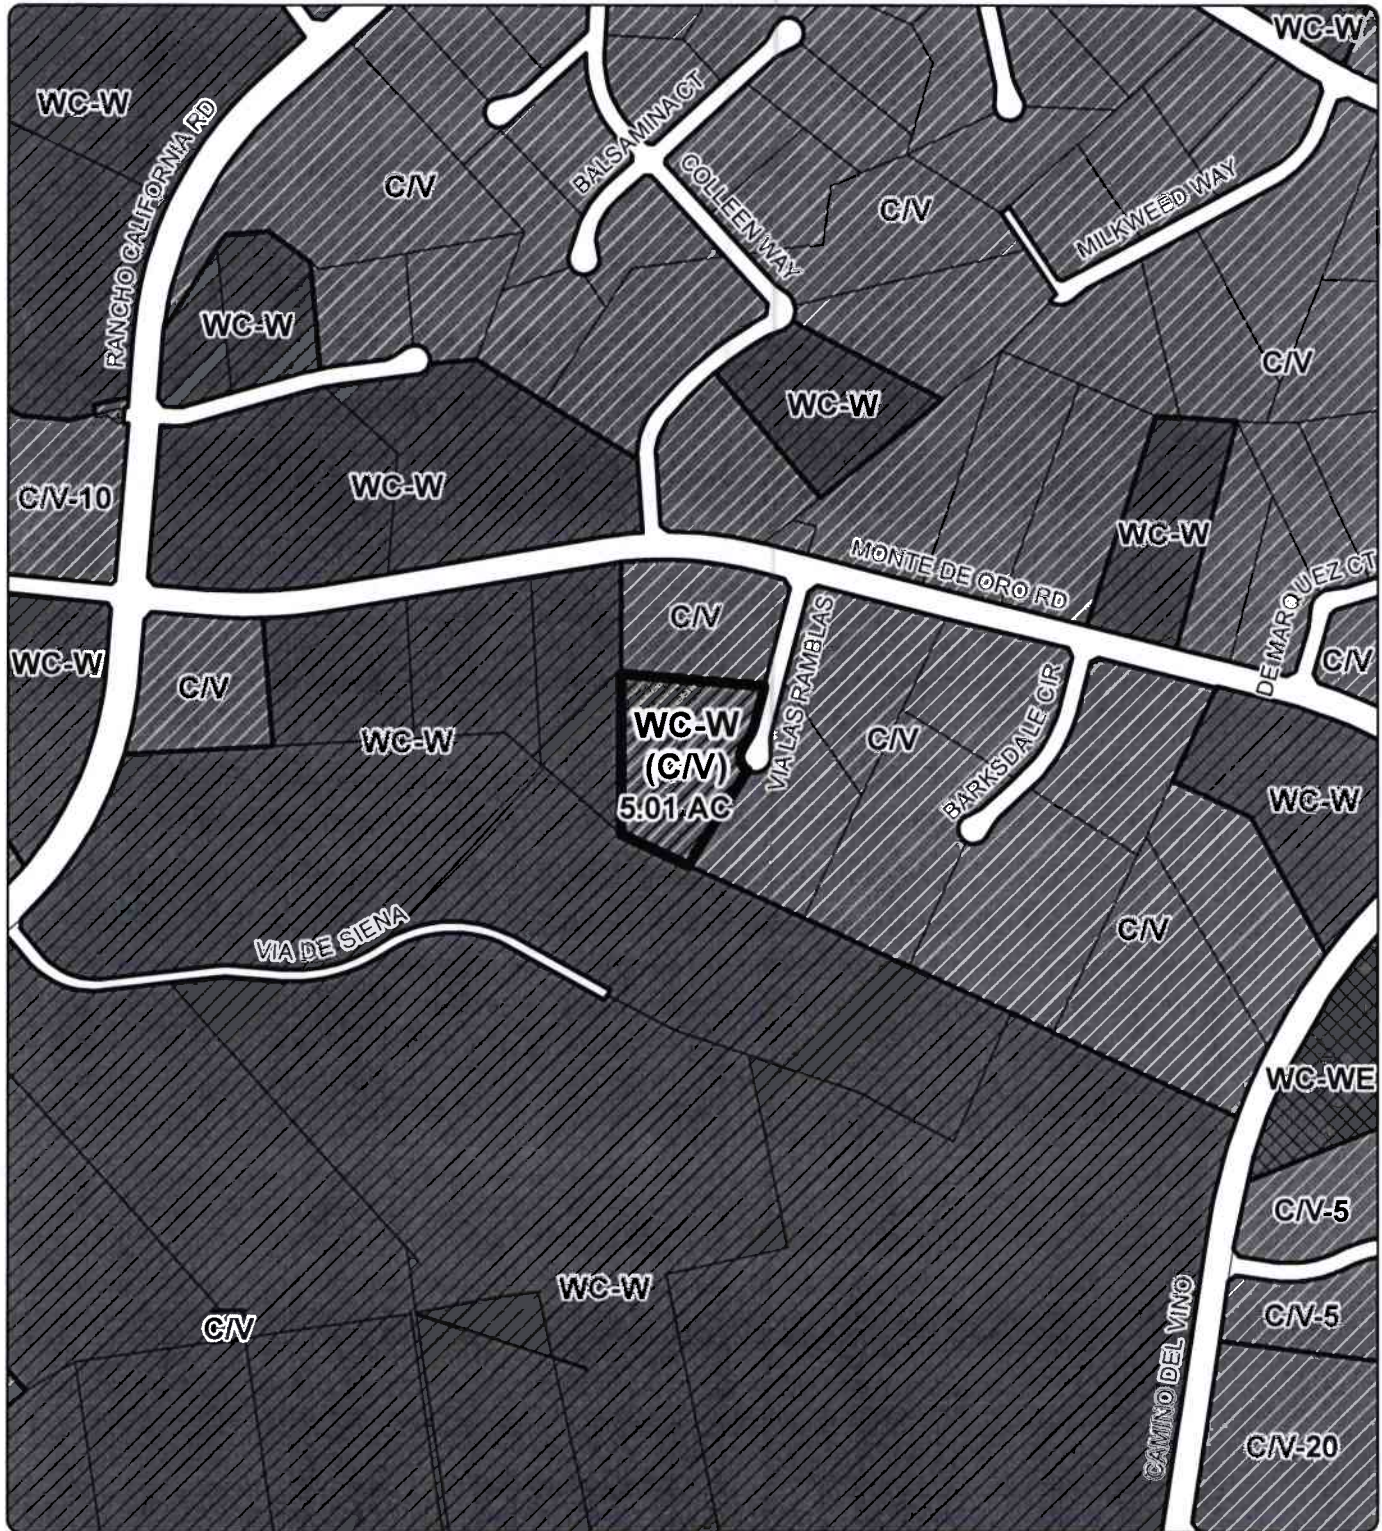 WC-W
WC-W
RANCHO CALIFORNIA RD
BALSAMINA CT
C/V
COLLEEN WAY
C/V
MILKWEED WAY
WC-W
C/V
WC-W
C/V-10
WC-W
WC-W
MONTE DE ORO RD
DE MARQUEZ CT
C/V
WC-W
C/V
C/V
WC-W
WC-W
(C/V)
5.01 AC
VIA LAS RAMBLAS
C/V
BARKSDALE CIR
WC-W
VIA DE SIENA
C/V
WC-WE
C/V-5
WC-W
C/V
C/V-5
CAMINO DEL VINO
C/V-20